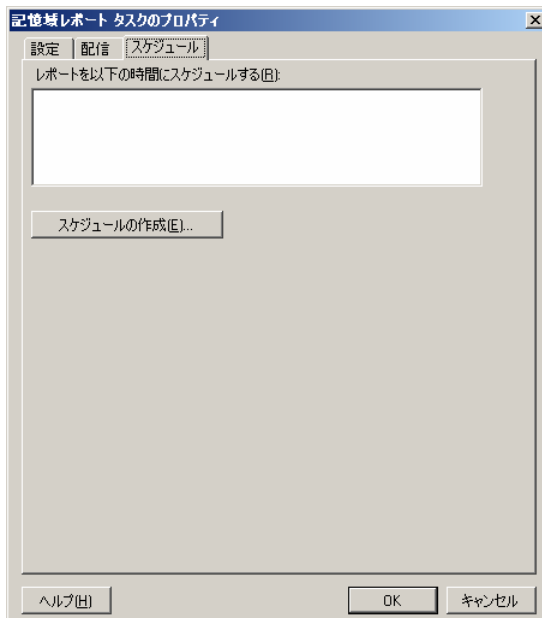 記憶域レポート タスクのプロパティ
設定 配信 スケジュール
レポートを以下の時間にスケジュールする(R):
スケジュールの作成(E)...
ヘルプ(H) OK キャンセル